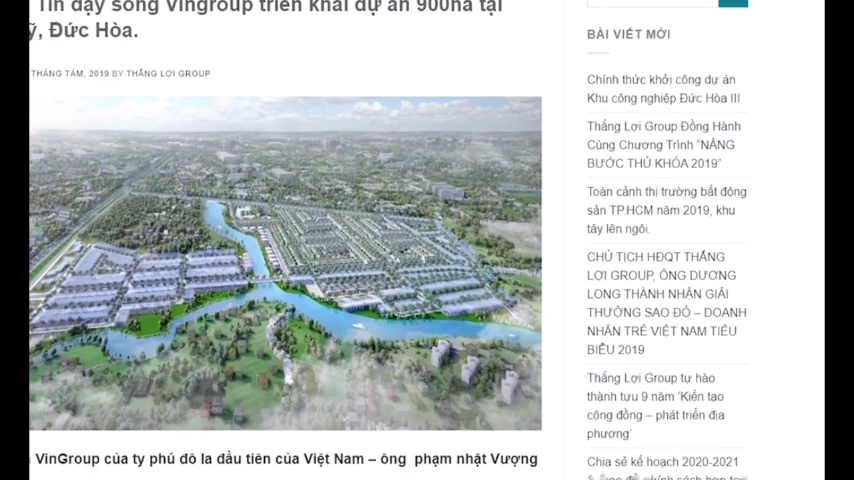 Tin dậy sóng Vingroup triển khai dự án 900ha tại
ỹ, Đức Hòa.
THÁNG TÁM, 2019 BY THẮNG LỢI GROUP
VinGroup của tỷ phú đô la đầu tiên của Việt Nam – ông phạm nhật Vượng
BÀI VIẾT MỚI
Chính thức khởi công dự án
Khu công nghiệp Đức Hòa III
Thắng Lợi Group Đồng Hành
Cùng Chương Trình “NÂNG
BƯỚC THỦ KHOA 2019”
Toàn cảnh thị trường bất động
sản TP.HCM năm 2019, khu
tây lên ngôi.
CHỦ TỊCH HĐQT THẮNG
LỢI GROUP, ÔNG DƯƠNG
LONG THÀNH NHẬN GIẢI
THƯỞNG SAO ĐỎ – DOANH
NHÂN TRẺ VIỆT NAM TIÊU
BIỂU 2019
Thắng Lợi Group tự hào
thành tựu 9 năm ‘Kiến tạo
cộng đồng – phát triển địa
phương’
Chia sẻ kế hoạch 2020-2021